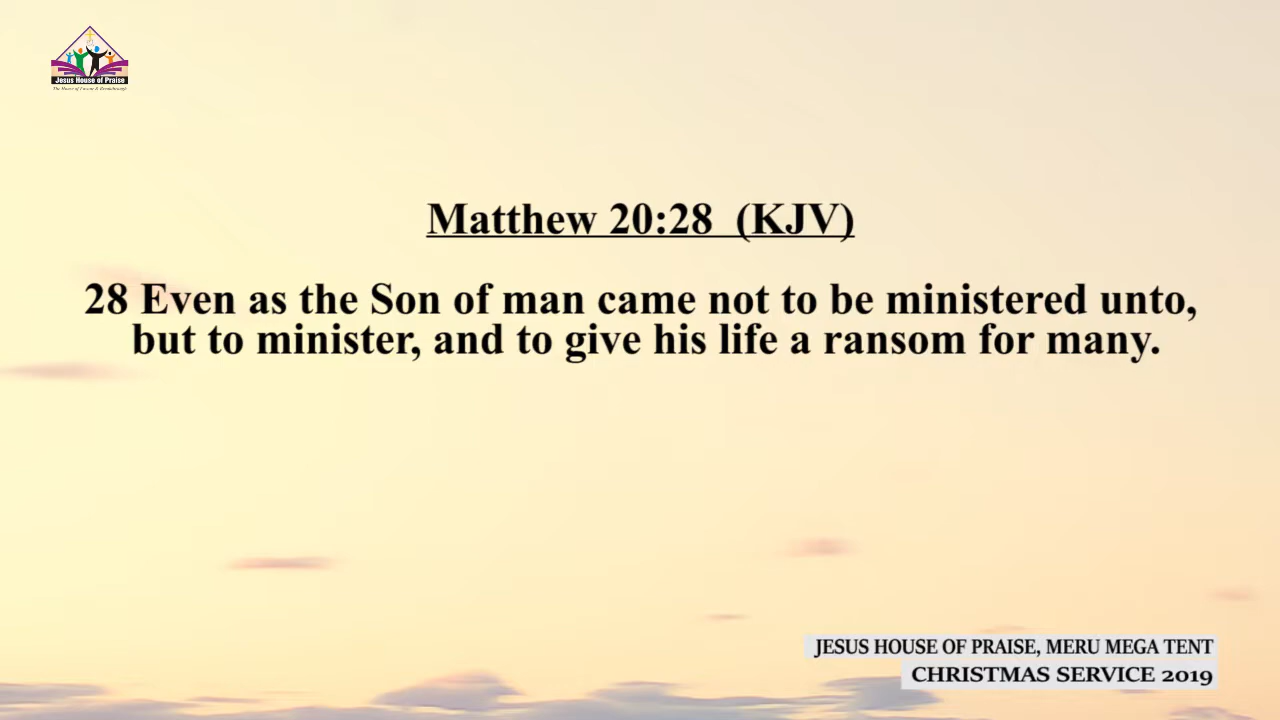 Jesus House of Praise
Matthew 20:28 (KJV)
28 Even as the Son of man came not to be ministered unto,
but to minister, and to give his life a ransom for many.
JESUS HOUSE OF PRAISE, MERU MEGA TENT
CHRISTMAS SERVICE 2019